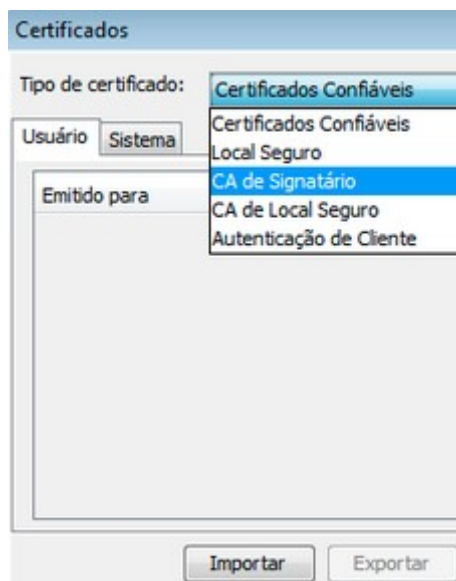 Certificados
Tipo de certificado: Certificados Confiáveis
Certificados Confiáveis
Usuário Sistema
Local Seguro
CA de Signatário
Emitido para
CA de Local Seguro
Autenticação de Cliente
Importar Exportar